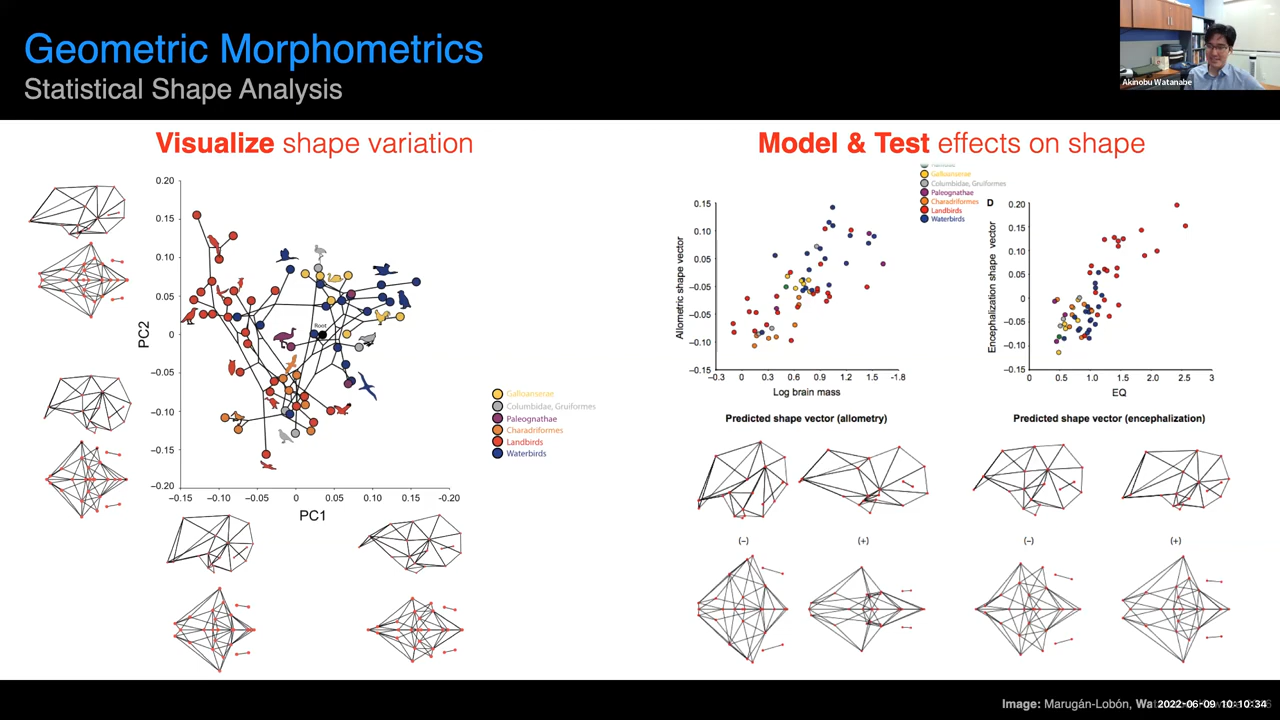 Geometric Morphometrics
Statistical Shape Analysis
Akinobu Watanabe
Visualize shape variation
0.20
0.15
0.10
0.05
0
−0.05
−0.10
−0.15
−0.20
PC2
Root
−0.15 −0.10 −0.05 0 0.05 0.10 0.15 -0.20
PC1
Galloanserae
Columbidae, Gruiformes
Paleognathae
Charadriformes
Landbirds
Waterbirds
Model & Test effects on shape
Galloanserae
Columbidae, Gruiformes
Paleognathae
Charadriformes
Landbirds
Waterbirds
0.15
0.10
0.05
−0.05
−0.10
−0.15
Allometric shape vector
−0.3 0 0.3 0.6 0.9 1.2 1.5 -1.8
Log brain mass
D
0.20
0.15
0.10
0.05
0
−0.05
−0.10
−0.15
Encephalization shape vector
0 0.5 1.0 1.5 2.0 2.5 3
EQ
Predicted shape vector (allometry)
(−) (+)
Predicted shape vector (encephalization)
(−) (+)
Image: Marugán-Lobón,
2022-06-09 10:10:34